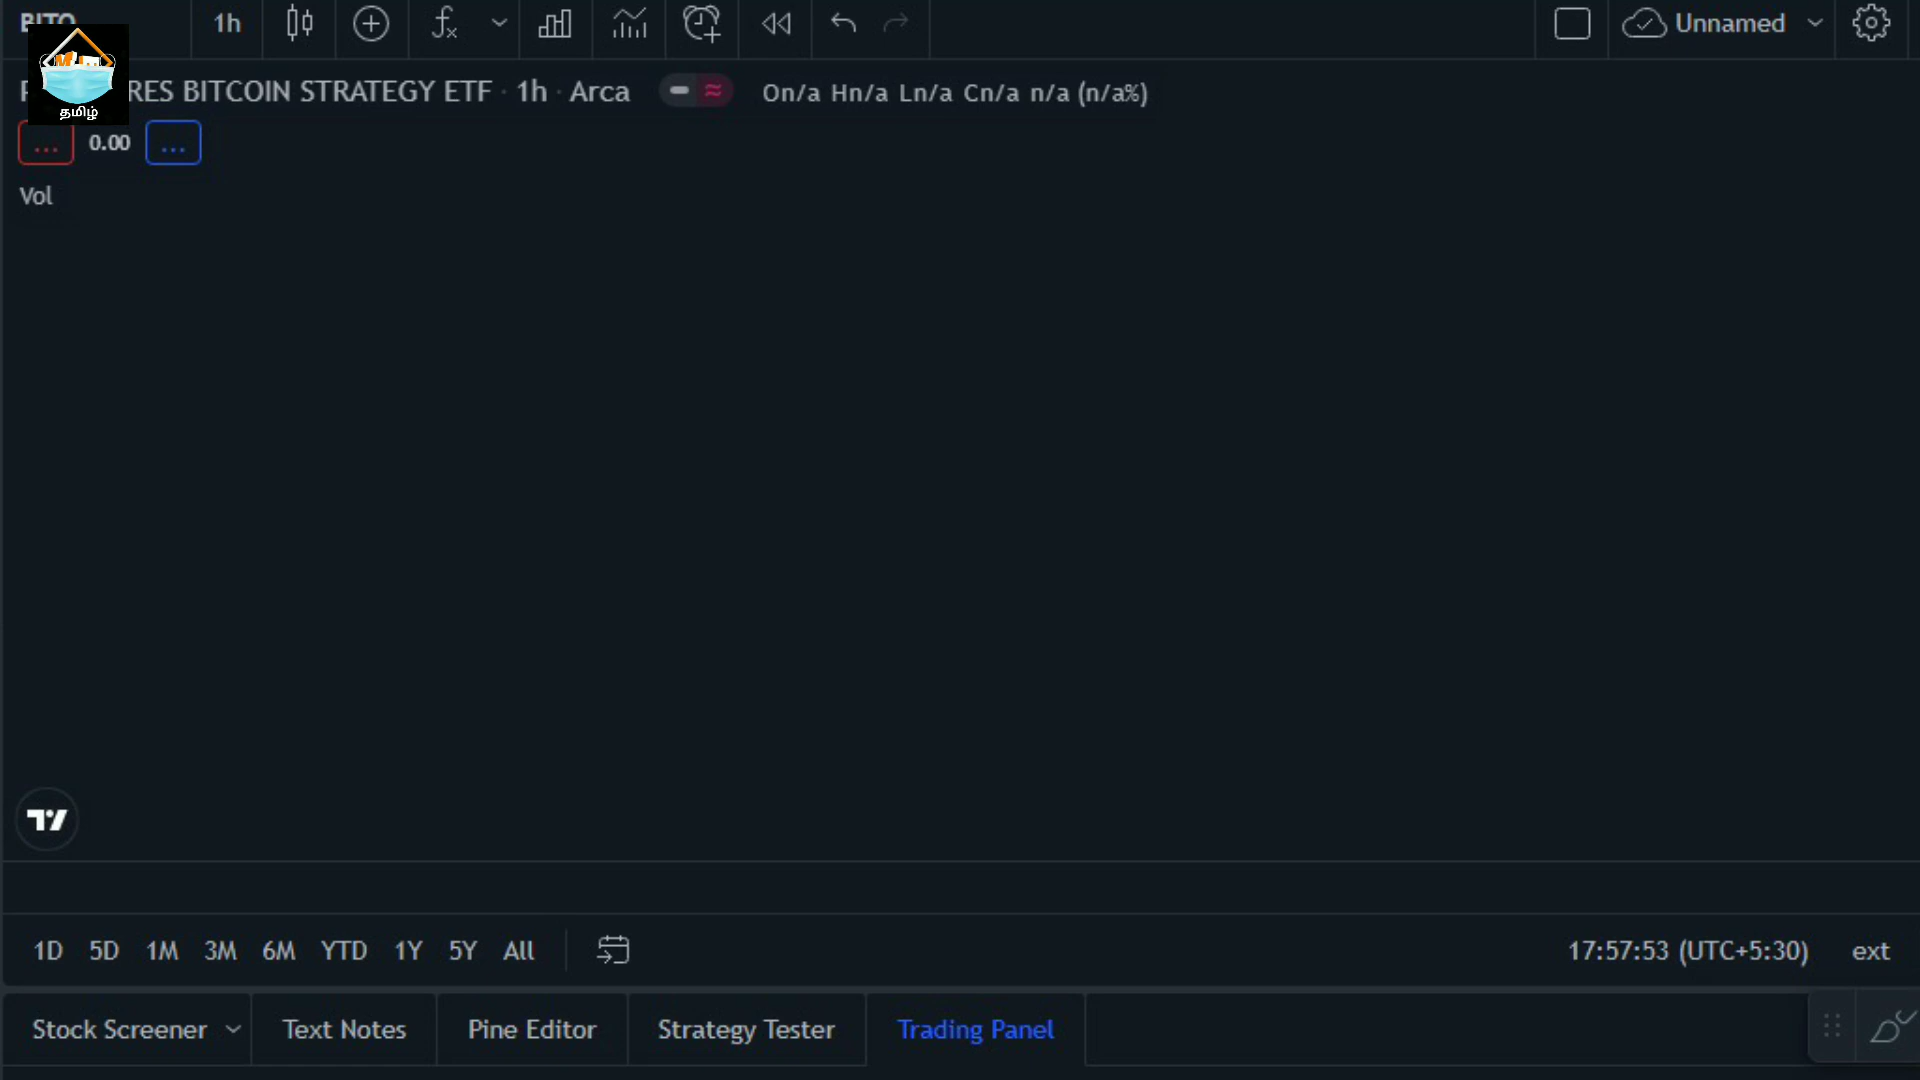 BITO 1h Unnamed
RES BITCOIN STRATEGY ETF · 1h · Arca On/a Hn/a Ln/a Cn/a n/a (n/a%)
தமிழ்
... 0.00 ...
Vol
1D 5D 1M 3M 6M YTD 1Y 5Y All 17:57:53 (UTC+5:30) ext
Stock Screener Text Notes Pine Editor Strategy Tester Trading Panel